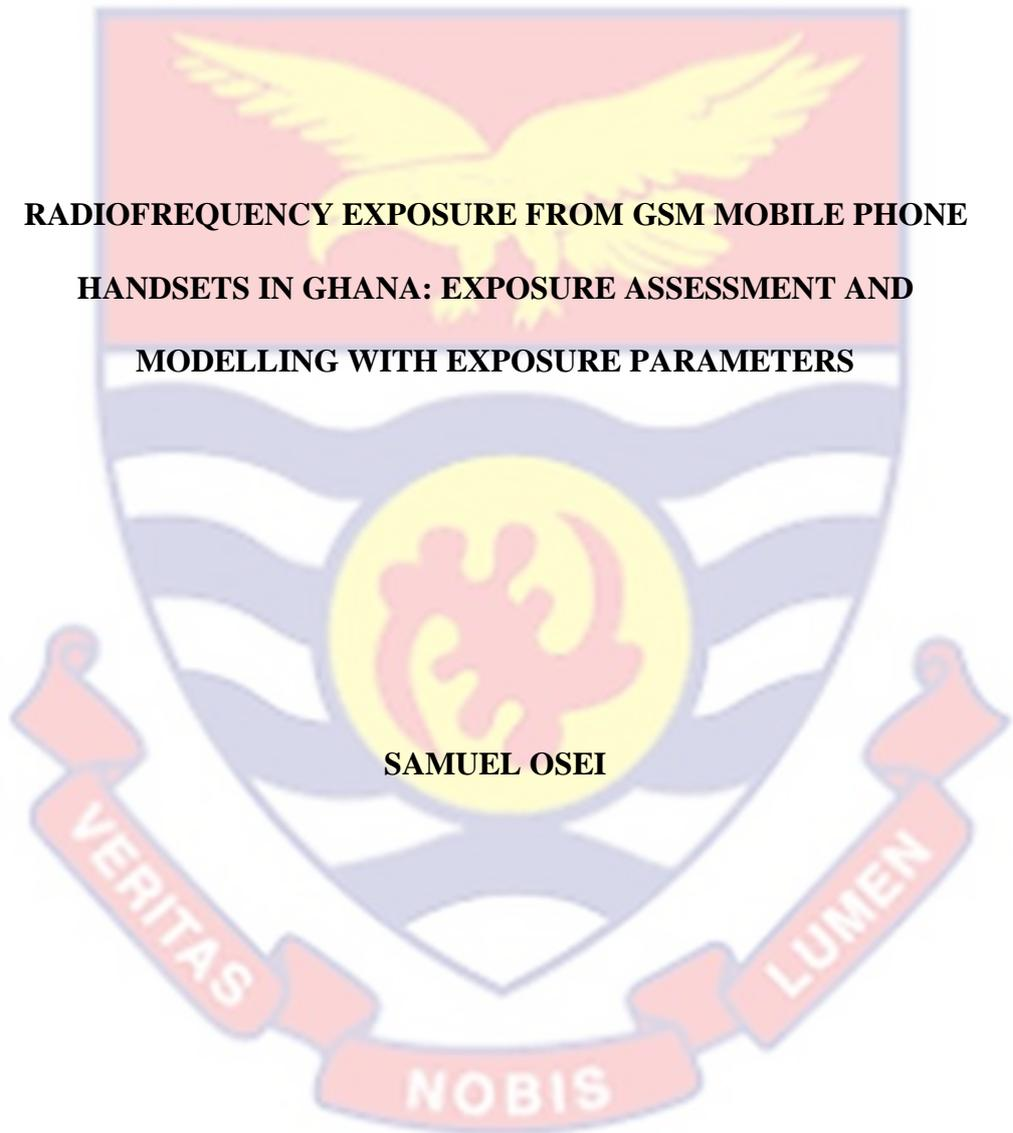 RADIOFREQUENCY EXPOSURE FROM GSM MOBILE PHONE
HANDSETS IN GHANA: EXPOSURE ASSESSMENT AND
MODELLING WITH EXPOSURE PARAMETERS
SAMUEL OSEI
VERITAS
NOBIS
LUMEN